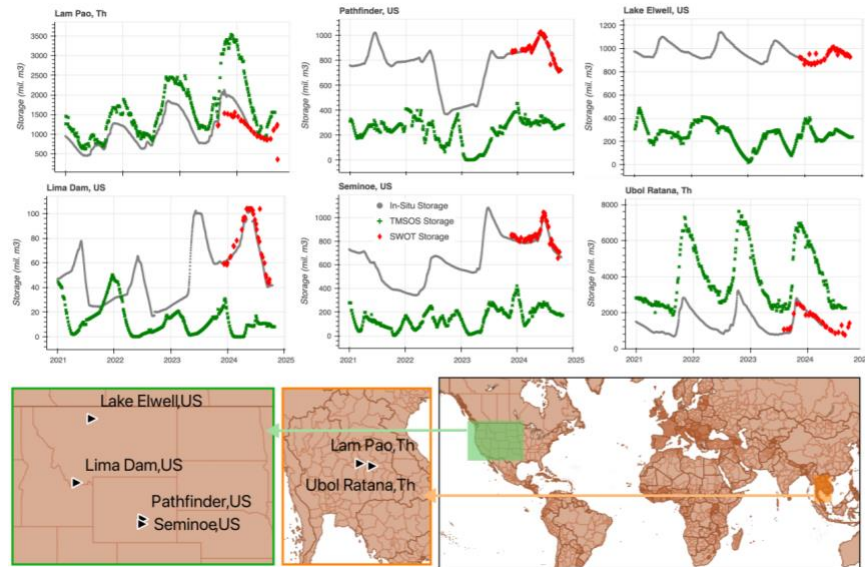 Lam Pao, Th
Pathfinder, US
Lake Elwell, US
Storage (mil. m3)
3500
3000
2500
2000
1500
1000
500
Storage (mil. m3)
1000
800
600
400
200
0
Storage (mil. m3)
1200
1000
800
600
400
200
0
2021
2022
2023
2024
Lima Dam, US
Seminoe, US
Ubol Ratana, Th
Storage (mil. m3)
100
80
60
40
20
0
2021
2022
2023
2024
2025
Storage (mil. m3)
1000
800
600
400
200
0
In-Situ Storage
TMSOS Storage
SWOT Storage
2021
2022
2023
2024
2025
Storage (mil. m3)
8000
6000
4000
2000
0
2021
2022
2023
2024
Lake Elwell,US
Lima Dam,US
Pathfinder,US
Seminoe,US
Lam Pao,Th
Ubol Ratana,Th